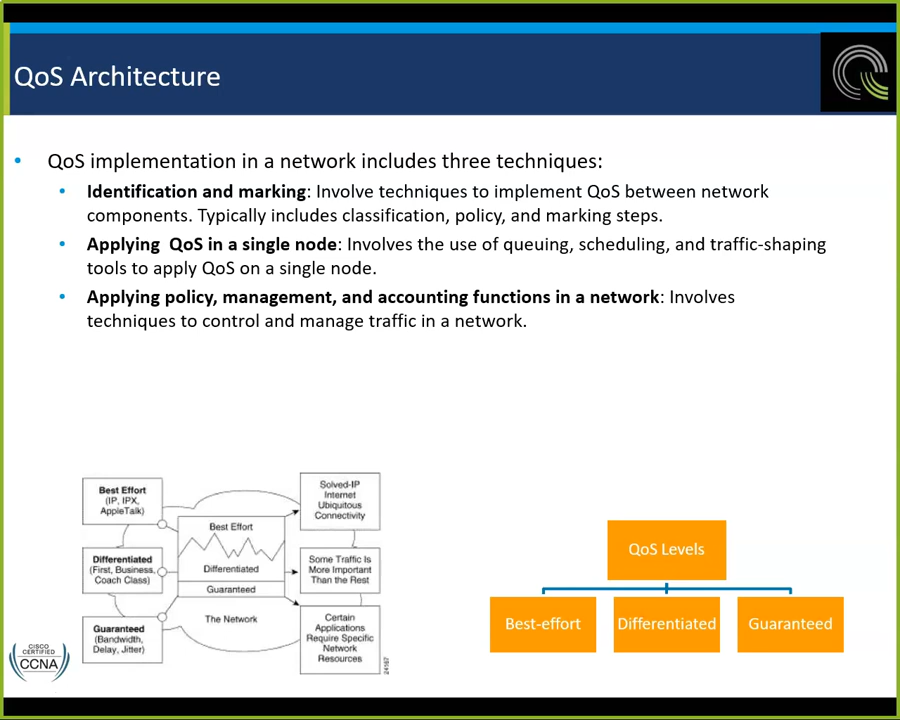 QoS Architecture
QoS implementation in a network includes three techniques:
Identification and marking: Involve techniques to implement QoS between network
components. Typically includes classification, policy, and marking steps.
Applying  QoS in a single node: Involves the use of queuing, scheduling, and traffic-shaping
tools to apply QoS on a single node.
Applying policy, management, and accounting functions in a network: Involves
techniques to control and manage traffic in a network.
Best Effort
(IP, IPX,
AppleTalk)
Differentiated
(First, Business,
Coach Class)
Guaranteed
(Bandwidth,
Delay, Jitter)
Best Effort
Differentiated
Guaranteed
The Network
Solved-IP
Internet
Ubiquitous
Connectivity
Some Traffic Is
More Important
Than the Rest
Certain
Applications
Require Specific
Network
Resources
24167
QoS Levels
Best-effort
Differentiated
Guaranteed
CISCO
CERTIFIED
CCNA